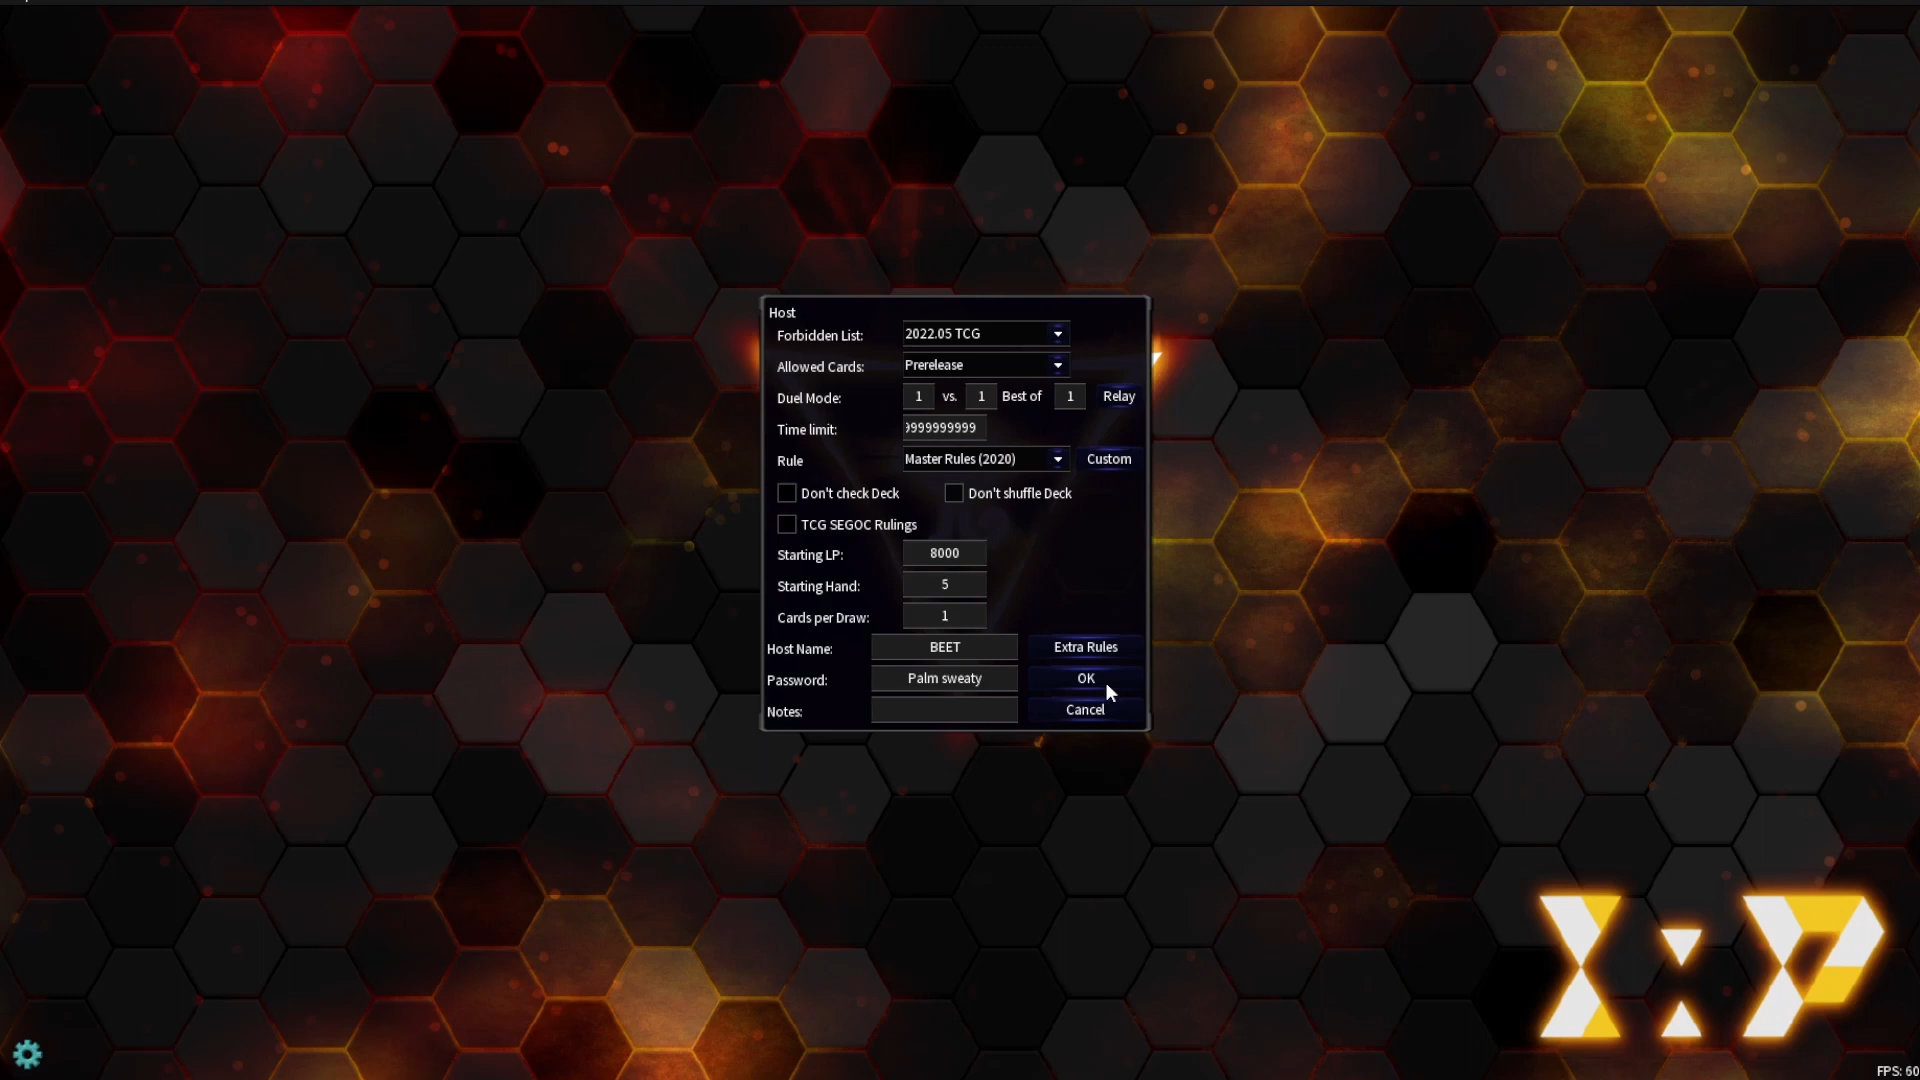 Host
Forbidden List: 2022.05 TCG
Allowed Cards: Prerelease
Duel Mode: 1 vs. 1 Best of 1 Relay
Time limit: 9999999999
Rule Master Rules (2020) Custom
Don't check Deck Don't shuffle Deck
TCG SEGOC Rulings
Starting LP: 8000
Starting Hand: 5
Cards per Draw: 1
Host Name: BEET Extra Rules
Password: Palm sweaty OK
Notes: Cancel
FPS: 60